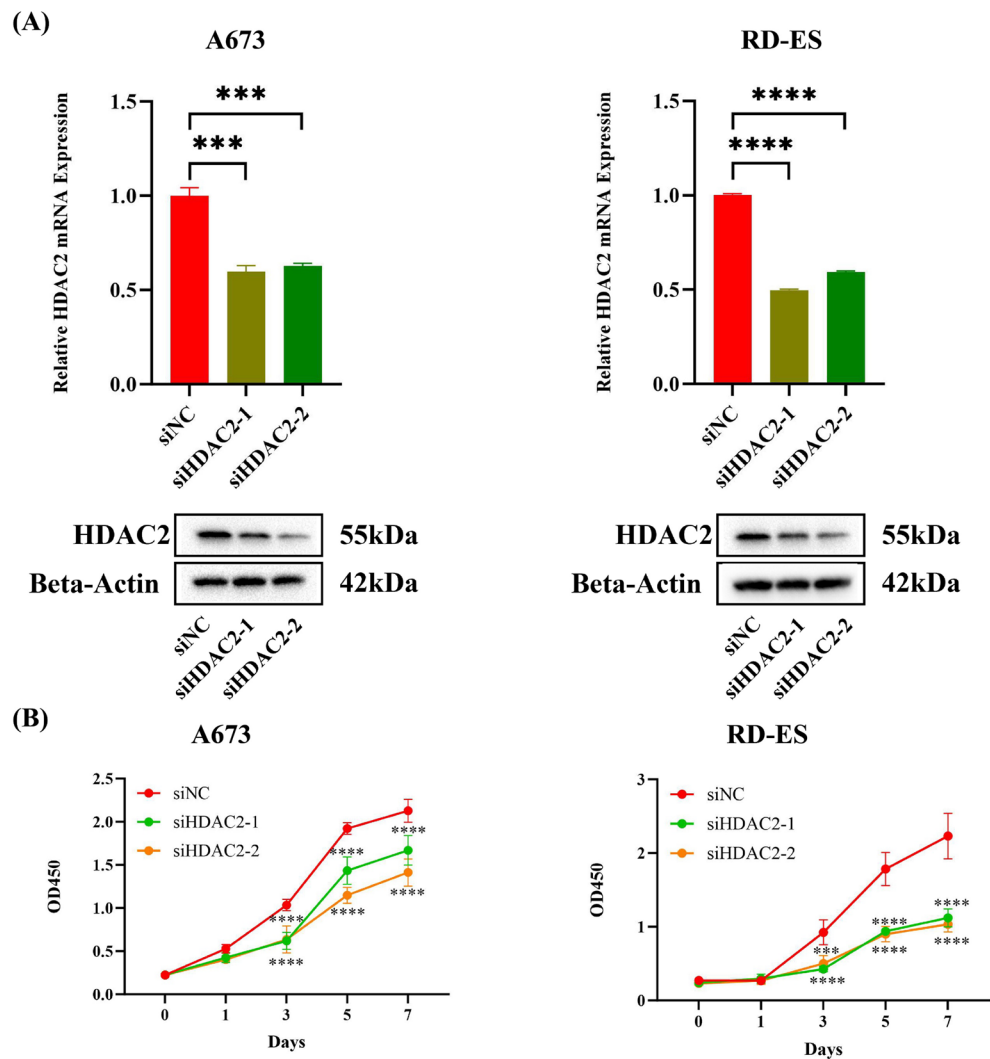 (A)
A673
RD-ES
Relative HDAC2 mRNA Expression
1.5
1.0
0.5
0.0
***
***
siNC
siHDAC2-1
siHDAC2-2
Relative HDAC2 mRNA Expression
1.5
1.0
0.5
0.0
****
****
siNC
siHDAC2-1
siHDAC2-2
HDAC2 55kDa
Beta-Actin 42kDa
siNC
siHDAC2-1
siHDAC2-2
HDAC2 55kDa
Beta-Actin 42kDa
siNC
siHDAC2-1
siHDAC2-2
(B)
A673
RD-ES
OD450
2.5
2.0
1.5
1.0
0.5
0.0
siNC
siHDAC2-1
siHDAC2-2
****
****
****
****
****
****
0 1 3 5 7
Days
OD450
3
2
1
0
siNC
siHDAC2-1
siHDAC2-2
***
****
****
****
****
****
0 1 3 5 7
Days